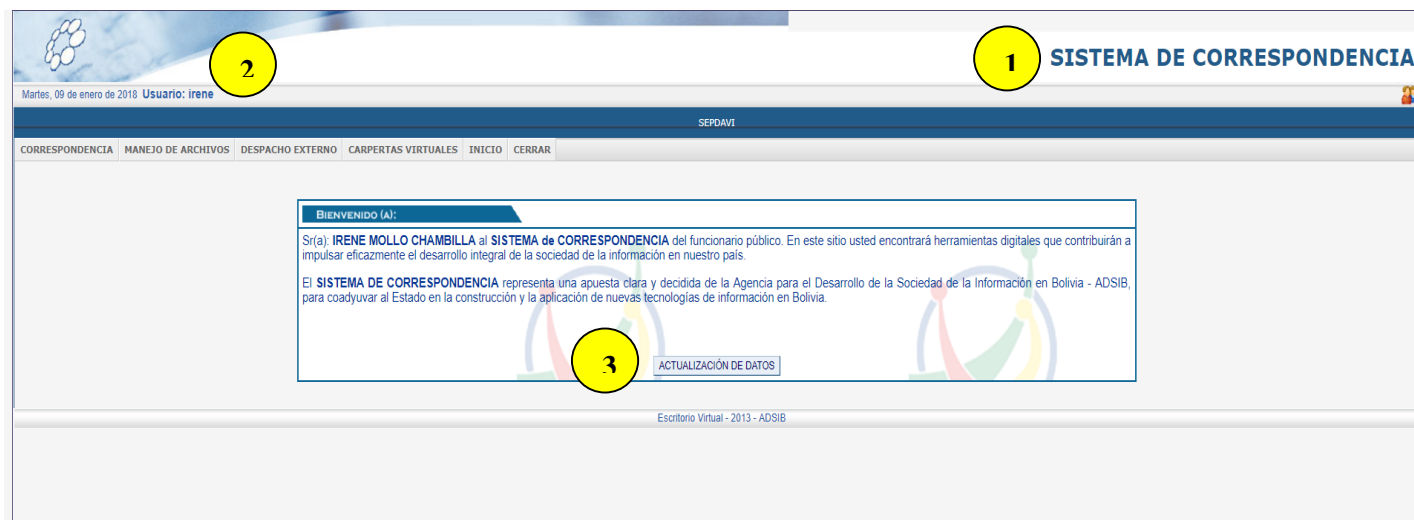 2
1
SISTEMA DE CORRESPONDENCIA
Martes, 09 de enero de 2018 Usuario: irene
SEPDAVI
CORRESPONDENCIA MANEJO DE ARCHIVOS DESPACHO EXTERNO CARPERTAS VIRTUALES INICIO CERRAR
BIENVENIDO (A):
Sr(a): IRENE MOLLO CHAMBILLA al SISTEMA de CORRESPONDENCIA del funcionario público. En este sitio usted encontrará herramientas digitales que contribuirán a
impulsar eficazmente el desarrollo integral de la sociedad de la información en nuestro país.
El SISTEMA DE CORRESPONDENCIA representa una apuesta clara y decidida de la Agencia para el Desarrollo de la Sociedad de la Información en Bolivia - ADSIB,
para coadyuvar al Estado en la construcción y la aplicación de nuevas tecnologías de información en Bolivia.
3
ACTUALIZACIÓN DE DATOS
Escritorio Virtual - 2013 - ADSIB